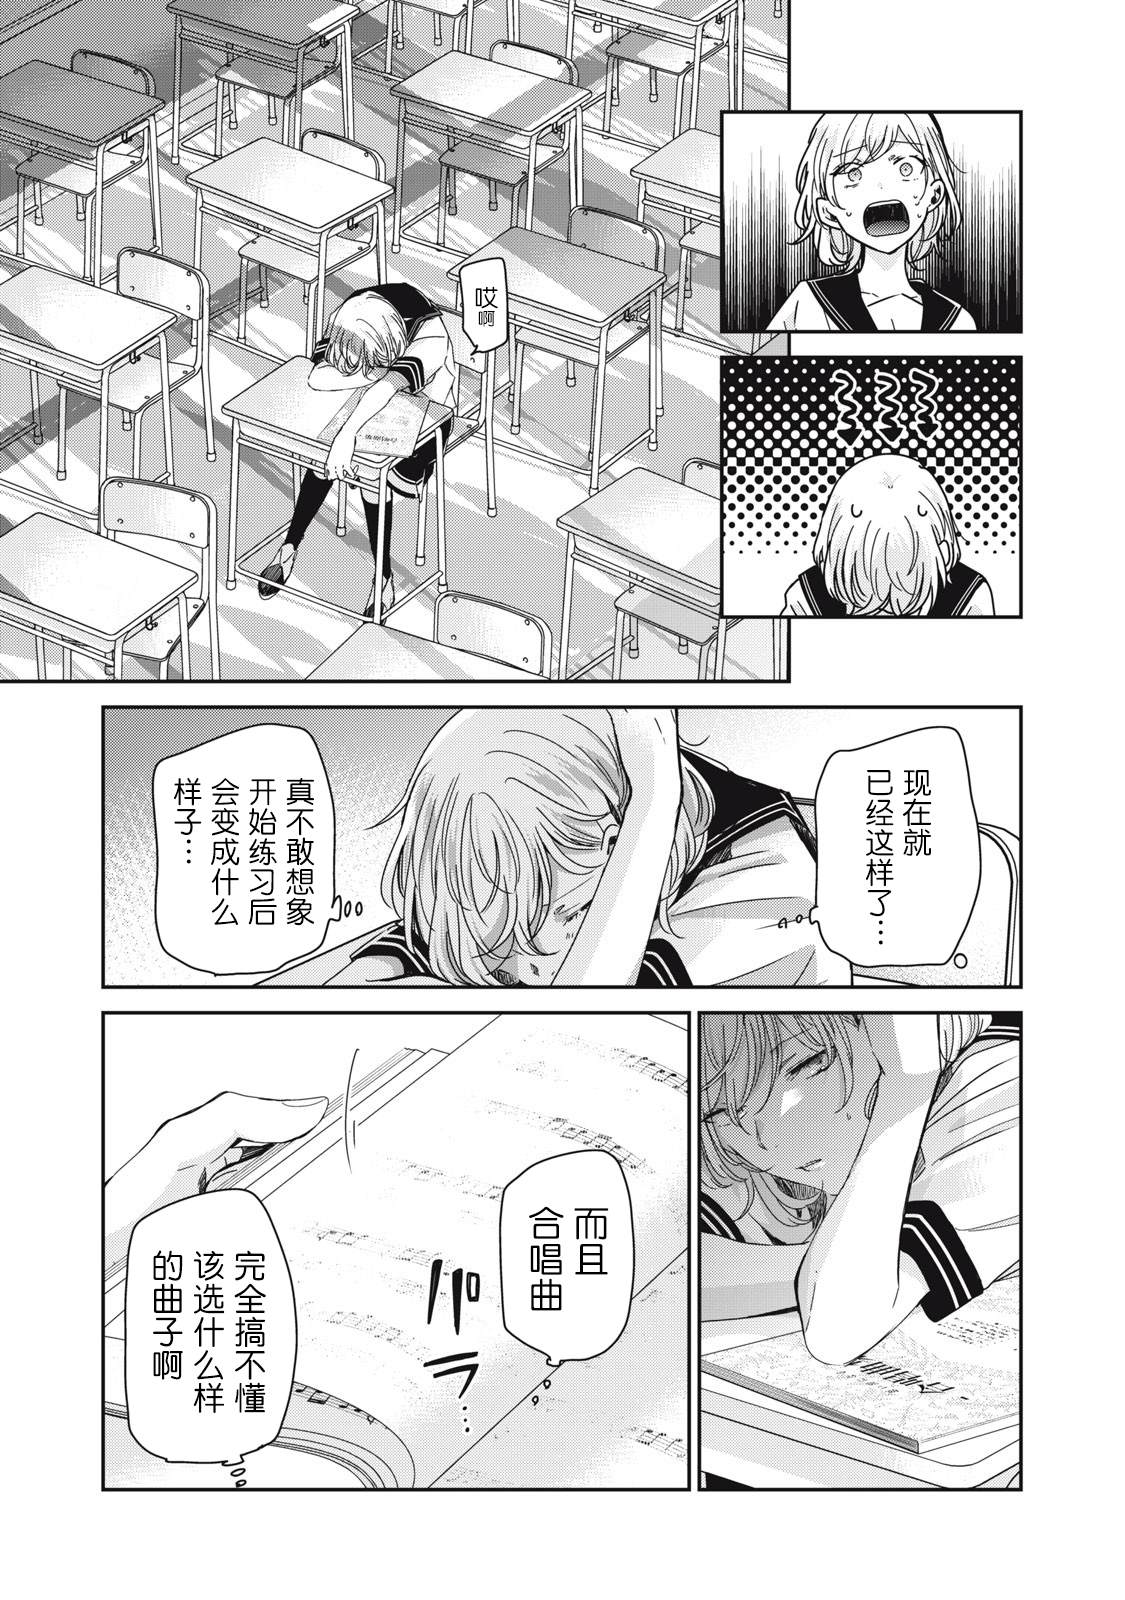 哎
啊
现在就
已经这样了…
真不敢想象
开始练习后
会变成什么
样子…
而且
合唱曲
完全搞不懂
该选什么样
的曲子啊
パラ…